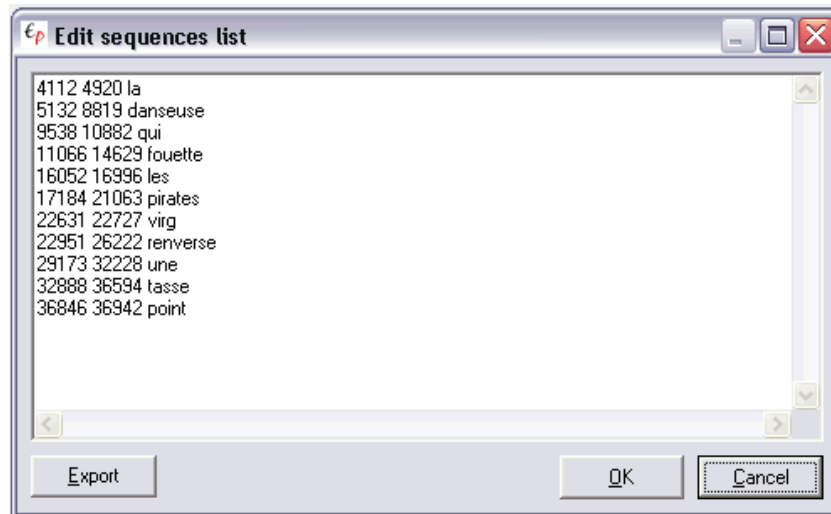 Edit sequences list
4112 4920 la
5132 8819 danseuse
9538 10882 qui
11066 14629 fouette
16052 16996 les
17184 21063 pirates
22631 22727 virg
22951 26222 renverse
29173 32228 une
32888 36594 tasse
36846 36942 point
Export OK Cancel